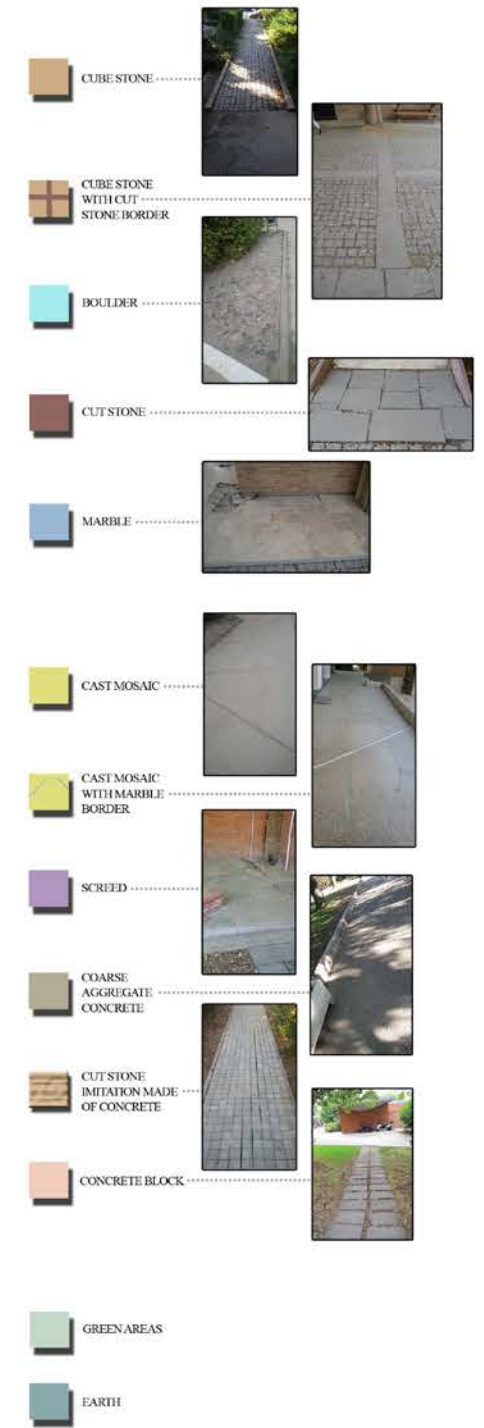 CUBE STONE
CUBE STONE
WITH CUT
STONE BORDER
BOULDER
CUT STONE
MARBLE
CAST MOSAIC
CAST MOSAIC
WITH MARBLE
BORDER
SCREED
COARSE
AGGREGATE
CONCRETE
CUT STONE
IMITATION MADE
OF CONCRETE
CONCRETE BLOCK
GREEN AREAS
EARTH